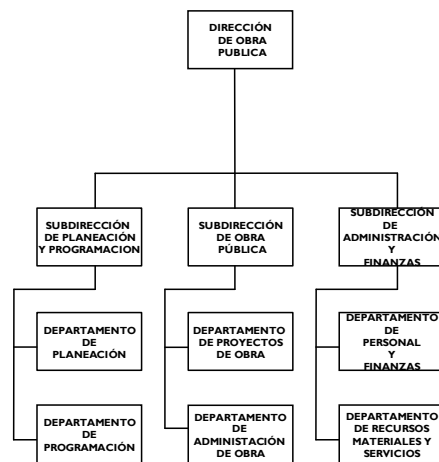 DIRECCIÓN
DE OBRA
PUBLICA
SUBDIRECCIÓN
DE PLANEACIÓN
Y PROGRAMACION
SUBDIRECCIÓN
DE OBRA
PÚBLICA
SUBDIRECCIÓN
DE
ADMINISTRACIÓN
Y
FINANZAS
DEPARTAMENTO
DE
PLANEACIÓN
DEPARTAMENTO
DE PROYECTOS
DE OBRA
DEPARTAMENTO
DE
PERSONAL
Y
FINANZAS
DEPARTAMENTO
DE
PROGRAMACIÓN
DEPARTAMENTO
DE
ADMINISTACIÓN
DE OBRA
DEPARTAMENTO
DE RECURSOS
MATERIALES Y
SERVICIOS